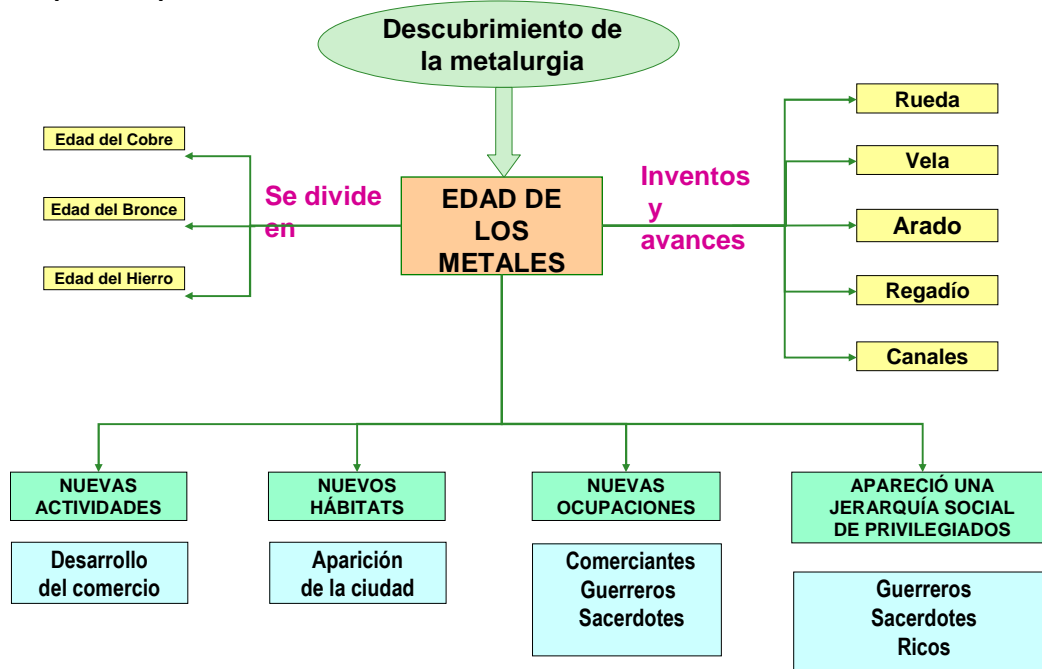 Descubrimiento de
la metalurgia
Edad del Cobre
Edad del Bronce
Edad del Hierro
Se divide
en
EDAD DE
LOS
METALES
Inventos
y
avances
Rueda
Vela
Arado
Regadío
Canales
NUEVAS
ACTIVIDADES
Desarrollo
del comercio
NUEVOS
HÁBITATS
Aparición
de la ciudad
NUEVAS
OCUPACIONES
Comerciantes
Guerreros
Sacerdotes
APARECIÓ UNA
JERARQUÍA SOCIAL
DE PRIVILEGIADOS
Guerreros
Sacerdotes
Ricos